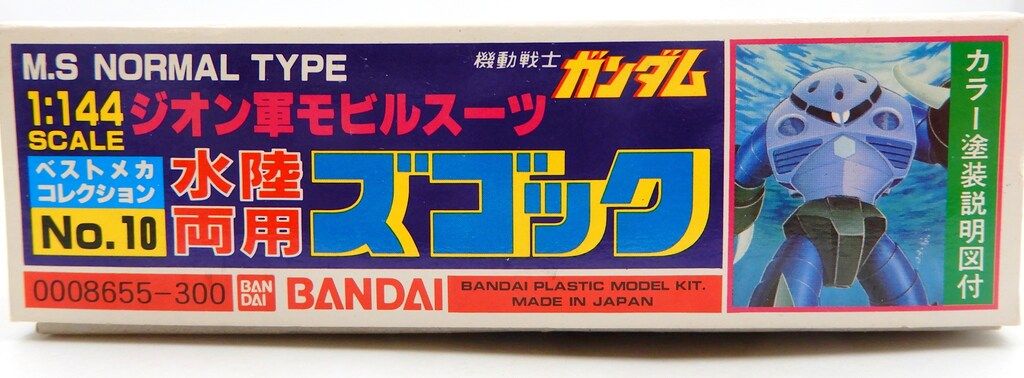 M.S NORMAL TYPE
機動戦士 ガンダム
1:144
SCALE
ジオン軍モビルスーツ
ベストメカ
コレクション
No.10
水陸
両用
ズゴック
0008655-300
BAN
DAI
BANDAI
BANDAI PLASTIC MODEL KIT.
MADE IN JAPAN
カラー塗装説明図付